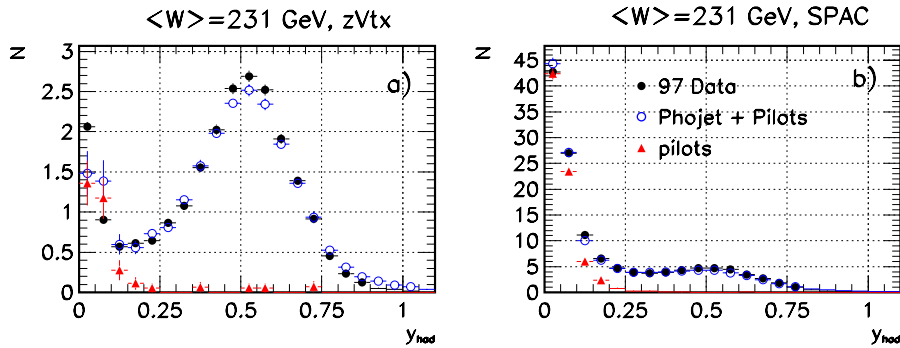 <W>=231 GeV, zVtx
N
3
2.5
2
1.5
1
0.5
0
a)
0 0.25 0.5 0.75 1
y_had
<W>=231 GeV, SPAC
N
50
45
40
35
30
25
20
15
10
5
0
b)
97 Data
Phojet + Pilots
pilots
0 0.25 0.5 0.75 1
y_had